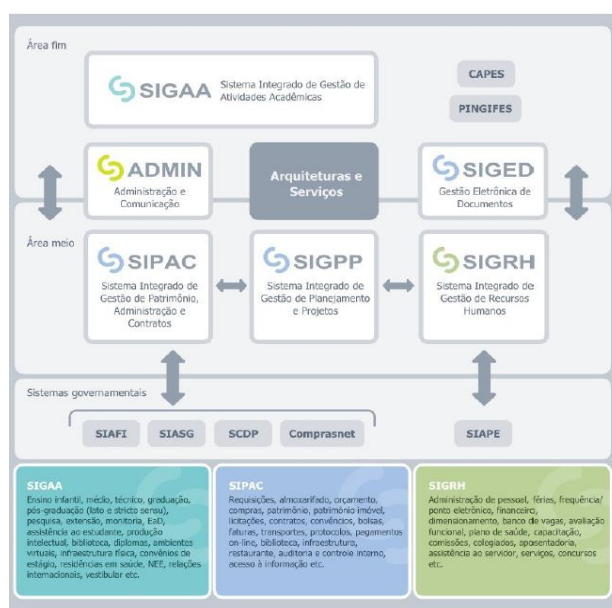 Área fim
SIGAA
Sistema Integrado de Gestão de
Atividades Acadêmicas
CAPES
PINGIFES
ADMIN
Administração e
Comunicação
Arquiteturas e
Serviços
SIGED
Gestão Eletrônica de
Documentos
Área meio
SIPAC
Sistema Integrado de
Gestão de Patrimônio,
Administração e
Contratos
SIGPP
Sistema Integrado de
Gestão de Planejamento
e Projetos
SIGRH
Sistema Integrado de
Gestão de Recursos
Humanos
Sistemas governamentais
SIAFI
SIASG
SCDP
Comprasnet
SIAPE
SIGAA
Ensino infantil, médio, técnico, graduação,
pós-graduação (lato e stricto sensu),
pesquisa, extensão, monitoria, EaD,
assistência ao estudante, produção
intelectual, biblioteca, diplomas, ambientes
virtuais, infraestrutura física, convênios de
estágio, residências em saúde, NEE, relações
internacionais, vestibular etc.
SIPAC
Requisições, almoxarifado, orçamento,
compras, patrimônio, patrimônio imóvel,
licitações, contratos, convênios, bolsas,
faturas, transportes, protocolos, pagamentos
on-line, biblioteca, infraestrutura,
restaurante, auditoria e controle interno,
acesso à informação etc.
SIGRH
Administração de pessoal, férias, frequência/
ponto eletrônico, financeiro,
dimensionamento, banco de vagas, avaliação
funcional, plano de saúde, capacitação,
comissões, colegiados, aposentadoria,
assistência ao servidor, serviços, concursos
etc.